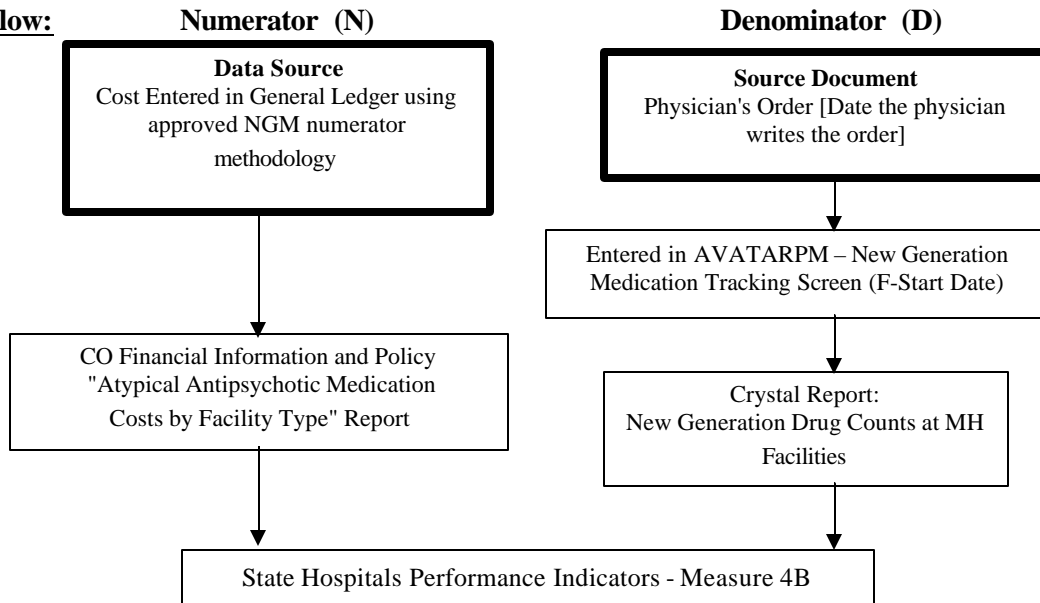 low: Numerator (N) Denominator (D)
Data Source
Cost Entered in General Ledger using
approved NGM numerator
methodology
Source Document
Physician's Order [Date the physician
writes the order]
Entered in AVATARPM – New Generation
Medication Tracking Screen (F-Start Date)
CO Financial Information and Policy
"Atypical Antipsychotic Medication
Costs by Facility Type" Report
Crystal Report:
New Generation Drug Counts at MH
Facilities
State Hospitals Performance Indicators - Measure 4B